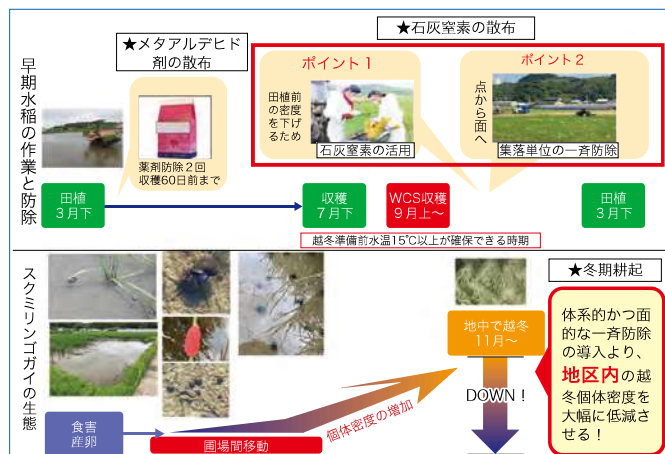 ★石灰窒素の散布
★メタアルデヒド
剤の散布
早期水稲の作業と防除
ポイント１
田植前
の密度
を下げ
るため
石灰窒素の活用
ポイント２
点から面へ
集落単位の一斉防除
薬剤防除２回
収穫60日前まで
田植
３月下
収穫
７月下
WCS収穫
９月上～
田植
３月下
越冬準備前水温15℃以上が確保できる時期
スクミリンゴガイの生態
★冬期耕起
地中で越冬
11月～
体系的かつ面
的な一斉防除
の導入より、
地区内の越
冬個体密度を
大幅に低減さ
せる！
DOWN！
個体密度の増加
食害
産卵
圃場間移動